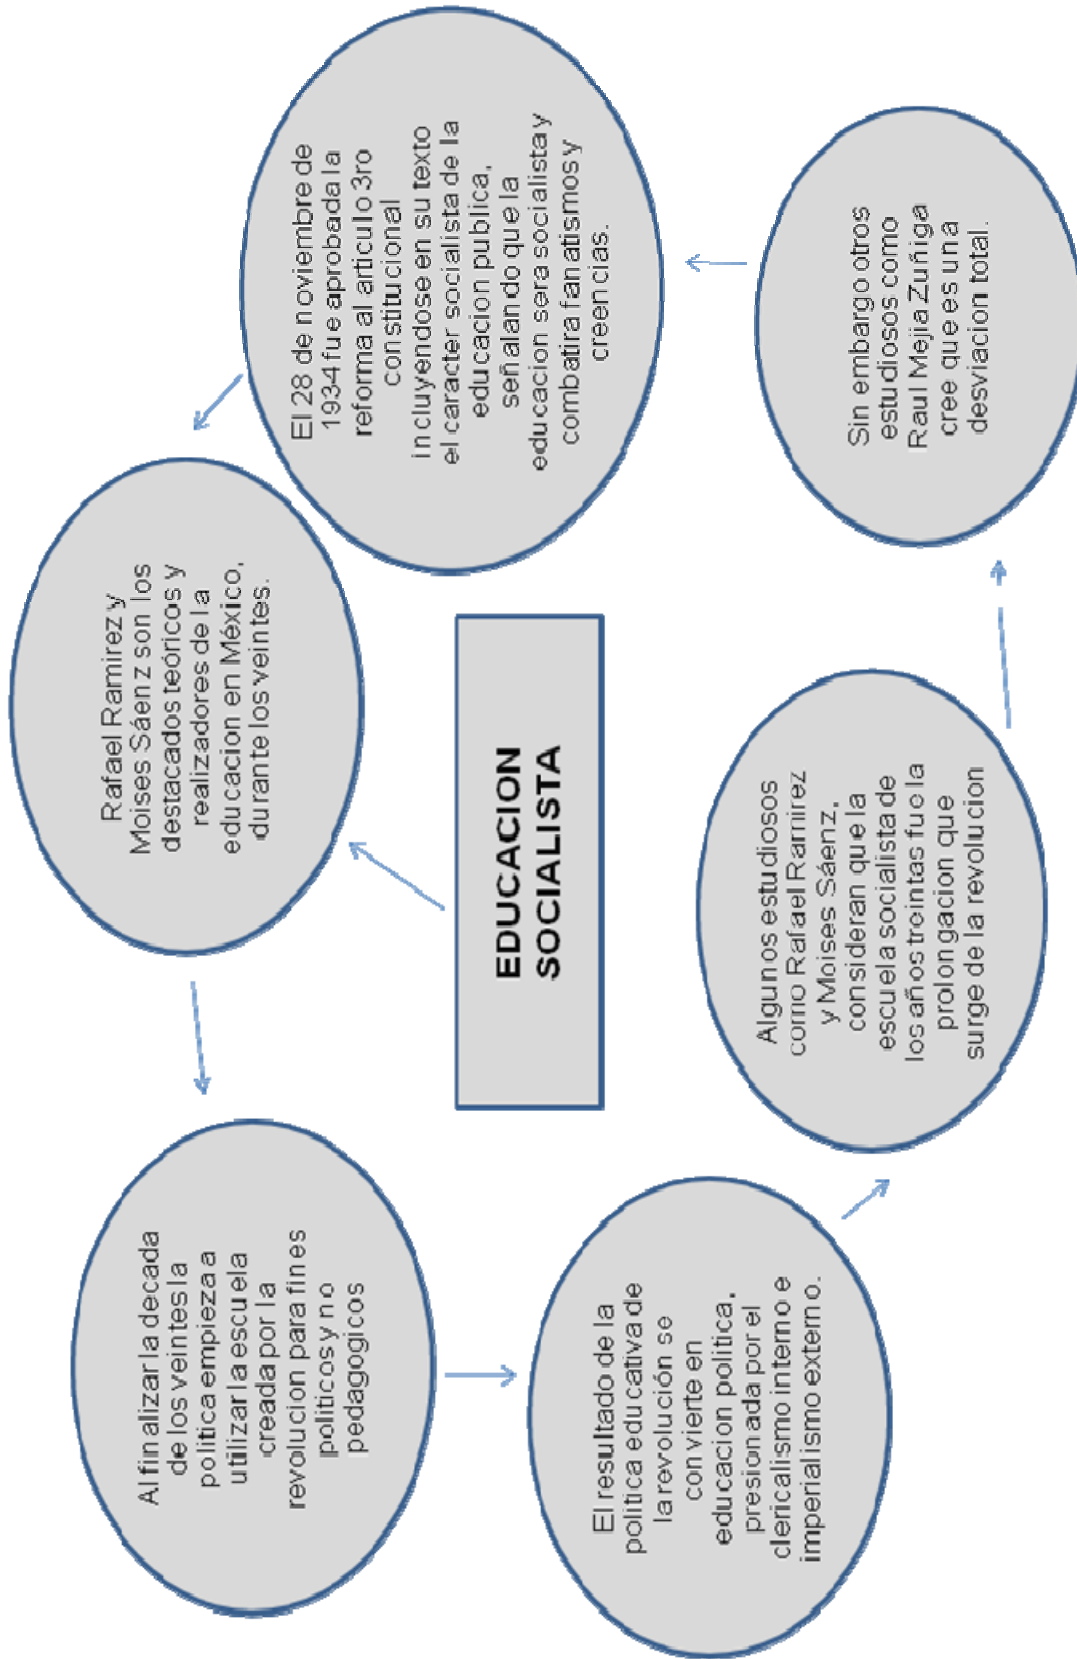 EDUCACION
SOCIALISTA
Rafael Ramirez y
Moises Sáenz son los
destacados teóricos y
realizadores de la
educacion en México,
durante los veintes.
Al finalizar la decada
de los veintes la
politica empieza a
utilizar la escuela
creada por la
revolucion para fines
politicos y no
pedagogicos
El resultado de la
politica educativa de
la revolución se
convierte en
educacion politica,
presionada por el
clericalismo interno e
imperialismo externo.
Algunos estudiosos
como Rafael Ramirez
y Moises Sáenz,
consideran que la
escuela socialista de
los años treintas fue la
prolongacion que
surge de la revolucion
Sin embargo otros
estudiosos como
Raul Mejia Zuñiga
cree que es una
desviacion total.
El 28 de noviembre de
1934 fue aprobada la
reforma al articulo 3ro
constitucional
incluyendose en su texto
el caracter socialista de la
educacion publica,
señalando que la
educacion sera socialista y
combatira fanatismos y
creencias.